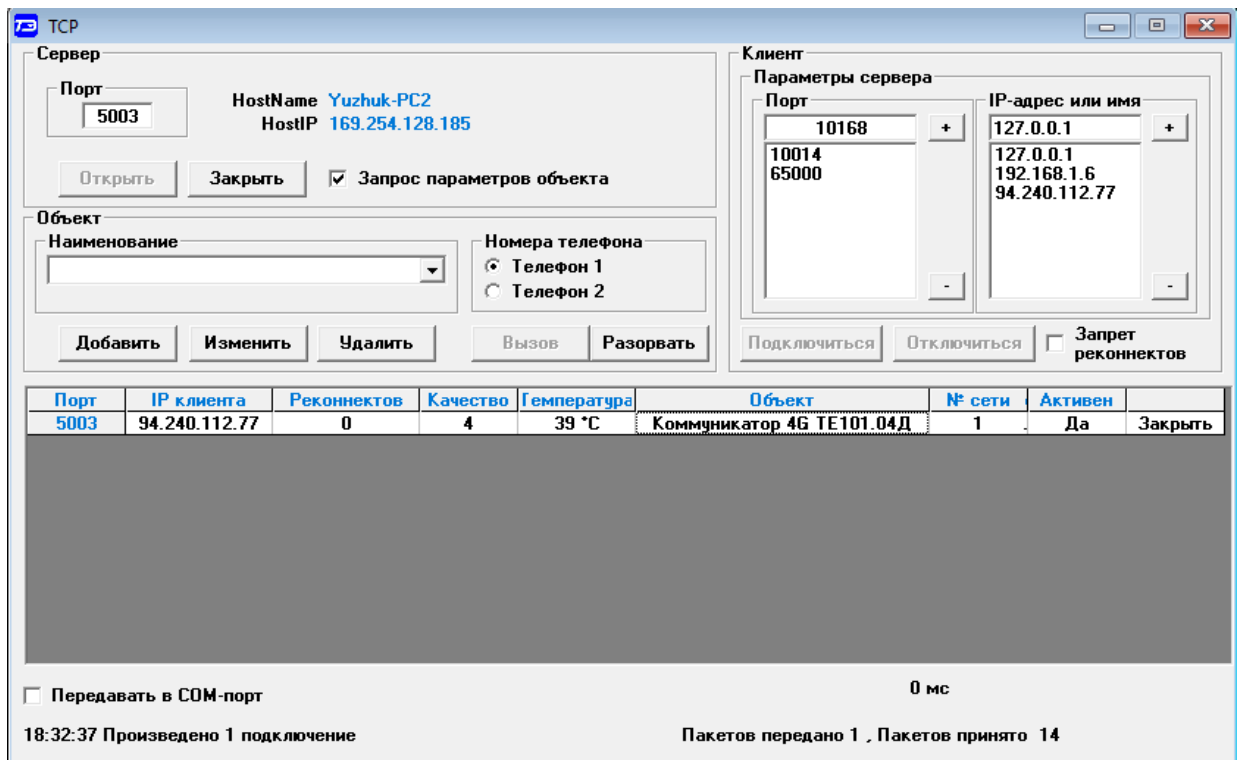 ТЭ TCP
Сервер
Порт
5003
HostName Yuzhuk-PC2
HostIP 169.254.128.185
Открыть Закрыть Запрос параметров объекта
Объект
Наименование
Номера телефона
Телефон 1
Телефон 2
Добавить Изменить Удалить Вызов Разорвать
Клиент
Параметры сервера
Порт
10168 +
10014
65000
-
IP-адрес или имя
127.0.0.1 +
127.0.0.1
192.168.1.6
94.240.112.77
-
Подключиться Отключиться Запрет
реконнектов
Порт IP клиента Реконнектов Качество Температура Объект № сети Активен
5003 94.240.112.77 0 4 39 °C Коммуникатор 4G TE101.04Д 1 Да Закрыть
Передавать в COM-порт
0 мс
18:32:37 Произведено 1 подключение
Пакетов передано 1 , Пакетов принято 14